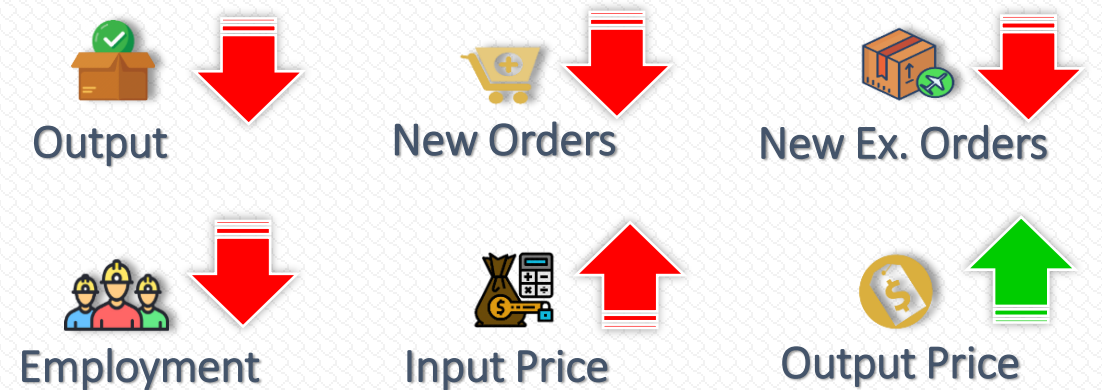 Output
New Orders
New Ex. Orders
Employment
Input Price
Output Price